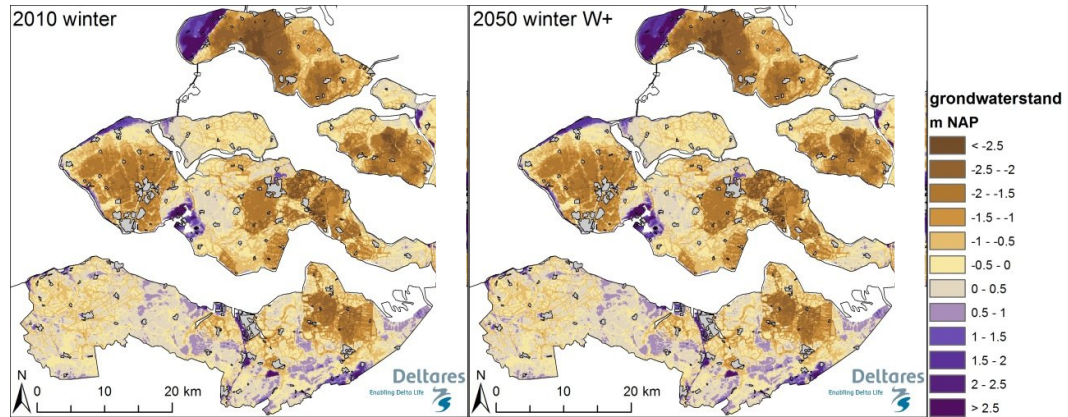 2010 winter
2050 winter W+
grondwaterstand
m NAP
< -2.5
-2.5 - -2
-2 - -1.5
-1.5 - -1
-1 - -0.5
-0.5 - 0
0 - 0.5
0.5 - 1
1 - 1.5
1.5 - 2
2 - 2.5
> 2.5
N
0 10 20 km
Deltares
Enabling Delta Life
N
0 10 20 km
Deltares
Enabling Delta Life